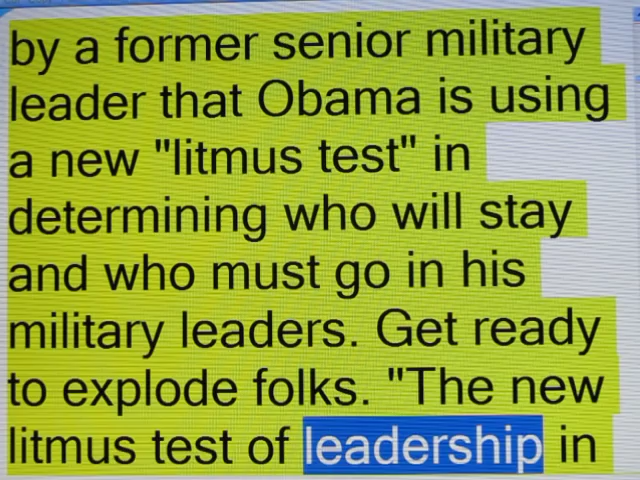 by a former senior military
leader that Obama is using
a new "litmus test" in
determining who will stay
and who must go in his
military leaders. Get ready
to explode folks. "The new
litmus test of leadership in